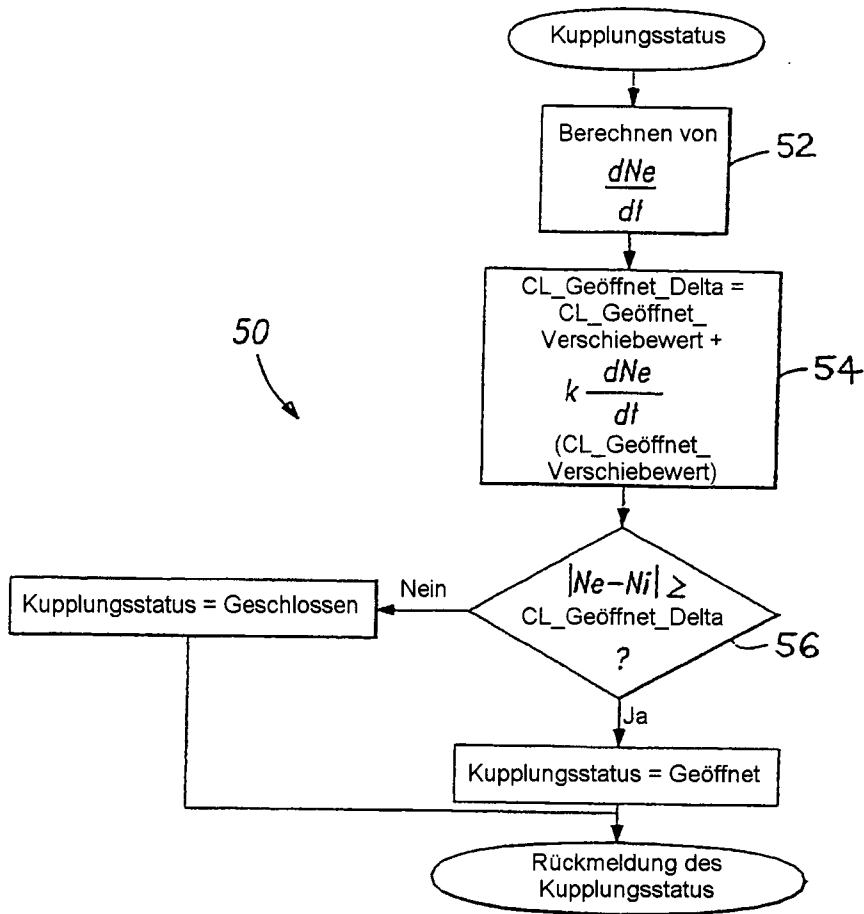 Kupplungsstatus
Berechnen von
dNe
dt
52
CL_Geöffnet_Delta =
CL_Geöffnet_
Verschiebewert +
k dNe
dt
(CL_Geöffnet_
Verschiebewert)
54
50
|Ne-Ni| ≥
CL_Geöffnet_Delta
?
56
Nein
Kupplungsstatus = Geschlossen
Ja
Kupplungsstatus = Geöffnet
Rückmeldung des
Kupplungsstatus